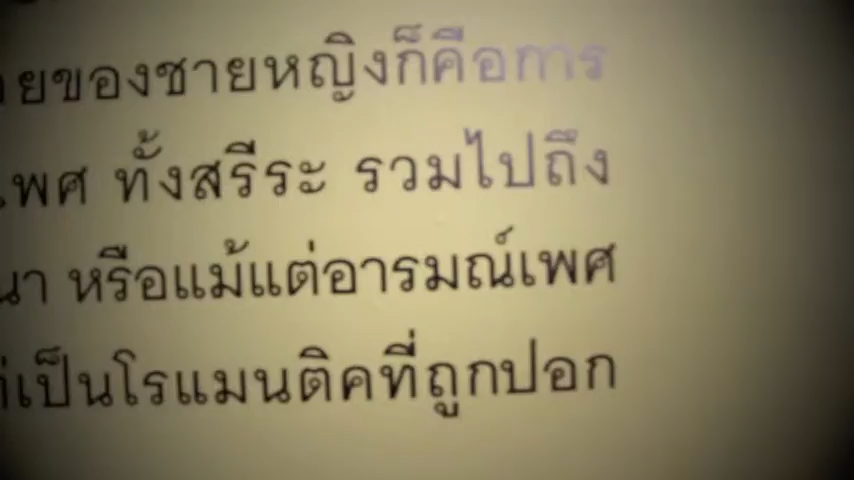 ยของชายหญิงก็คือการ
เพศ ทั้งสรีระ รวมไปถึง
นา หรือแม้แต่อารมณ์เพศ
เป็นโรแมนติคที่ถูกปอก